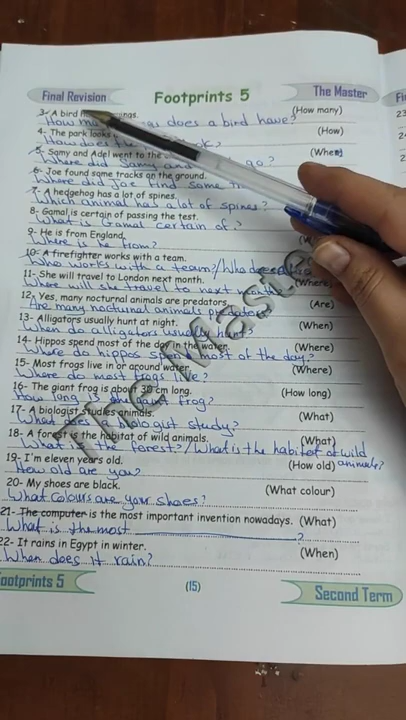 Final Revision Footprints 5 The Master
3- A bird wings. (How many)
How does a bird have?
4- The park looks (How)
How does the
5- Samy and Adel went to the
Where did Samy and go?
6- Joe found some tracks on the ground.
Where did Joe find some
7- A hedgehog has a lot of spines.
Which animal has a lot of spines?
8- Gamal is certain of passing the test.
What is Gamal certain of?
9- He is from England.
Where is he from?
10- A firefighter works with a team.
Who works with a team?/Who does
11- She will travel to London next month. (Where)
Where will she travel to next
12- Yes, many nocturnal animals are predators. (Are)
Are many nocturnal animals predators?
13- Alligators usually hunt at night. (When)
When do alligators usually hunt?
14- Hippos spend most of the day in the water. (Where)
Where do hippos spend most of the day?
15- Most frogs live in or around water. (Where)
Where do most frogs live?
16- The giant frog is about 30 cm long. (How long)
How long is the giant frog?
17- A biologist studies animals. (What)
What does a biologist study?
18- A forest is the habitat of wild animals. (What)
What is the forest?/What is the habitat of wild
animals?
19- I'm eleven years old. (How old)
How old are you?
20- My shoes are black. (What colour)
What colours are your shoes?
21- The computer is the most important invention nowadays. (What)
What is the most ?
22- It rains in Egypt in winter. (When)
When does it rain?
ootprints 5 (15) Second Term
The Master
Fi
23
24